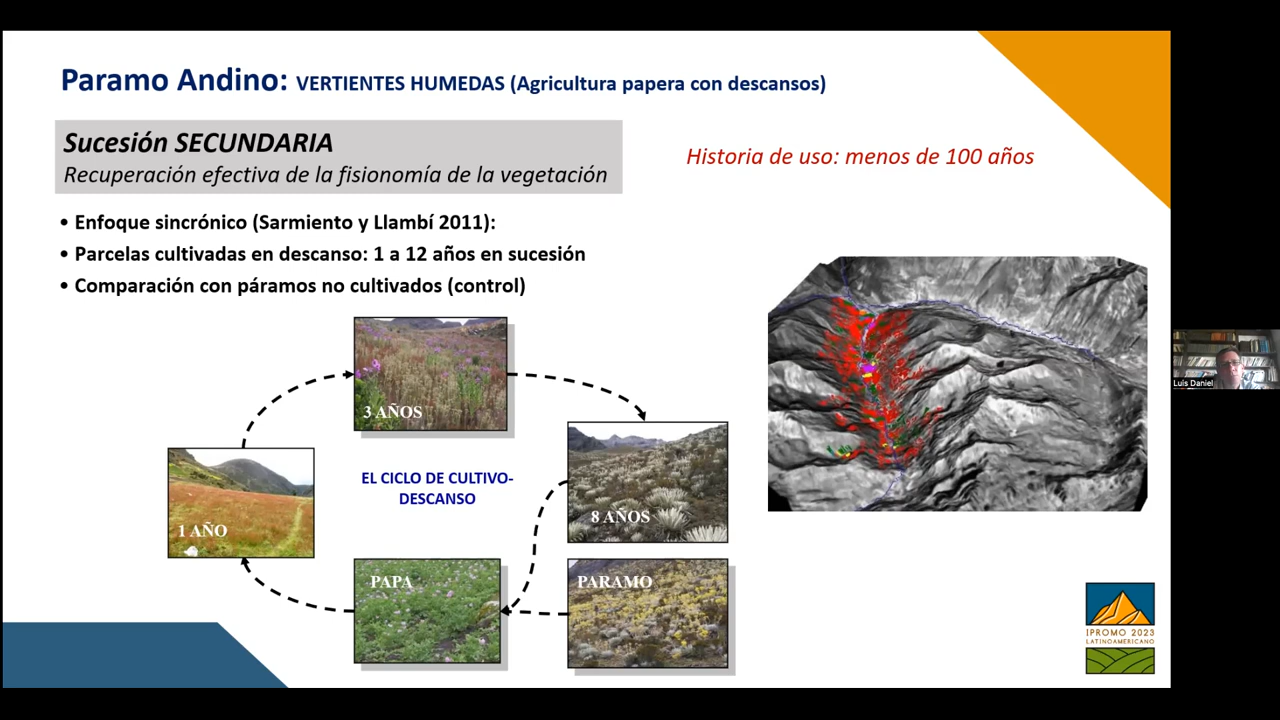 Paramo Andino: VERTIENTES HUMEDAS (Agricultura papera con descansos)
Sucesión SECUNDARIA
Recuperación efectiva de la fisionomía de la vegetación
Historia de uso: menos de 100 años
• Enfoque sincrónico (Sarmiento y Llambí 2011):
• Parcelas cultivadas en descanso: 1 a 12 años en sucesión
• Comparación con páramos no cultivados (control)
3 AÑOS
EL CICLO DE CULTIVO-
DESCANSO
8 AÑOS
1 AÑO
PAPA
PARAMO
Luis Daniel
IPROMO 2023
LATINOAMERICANO